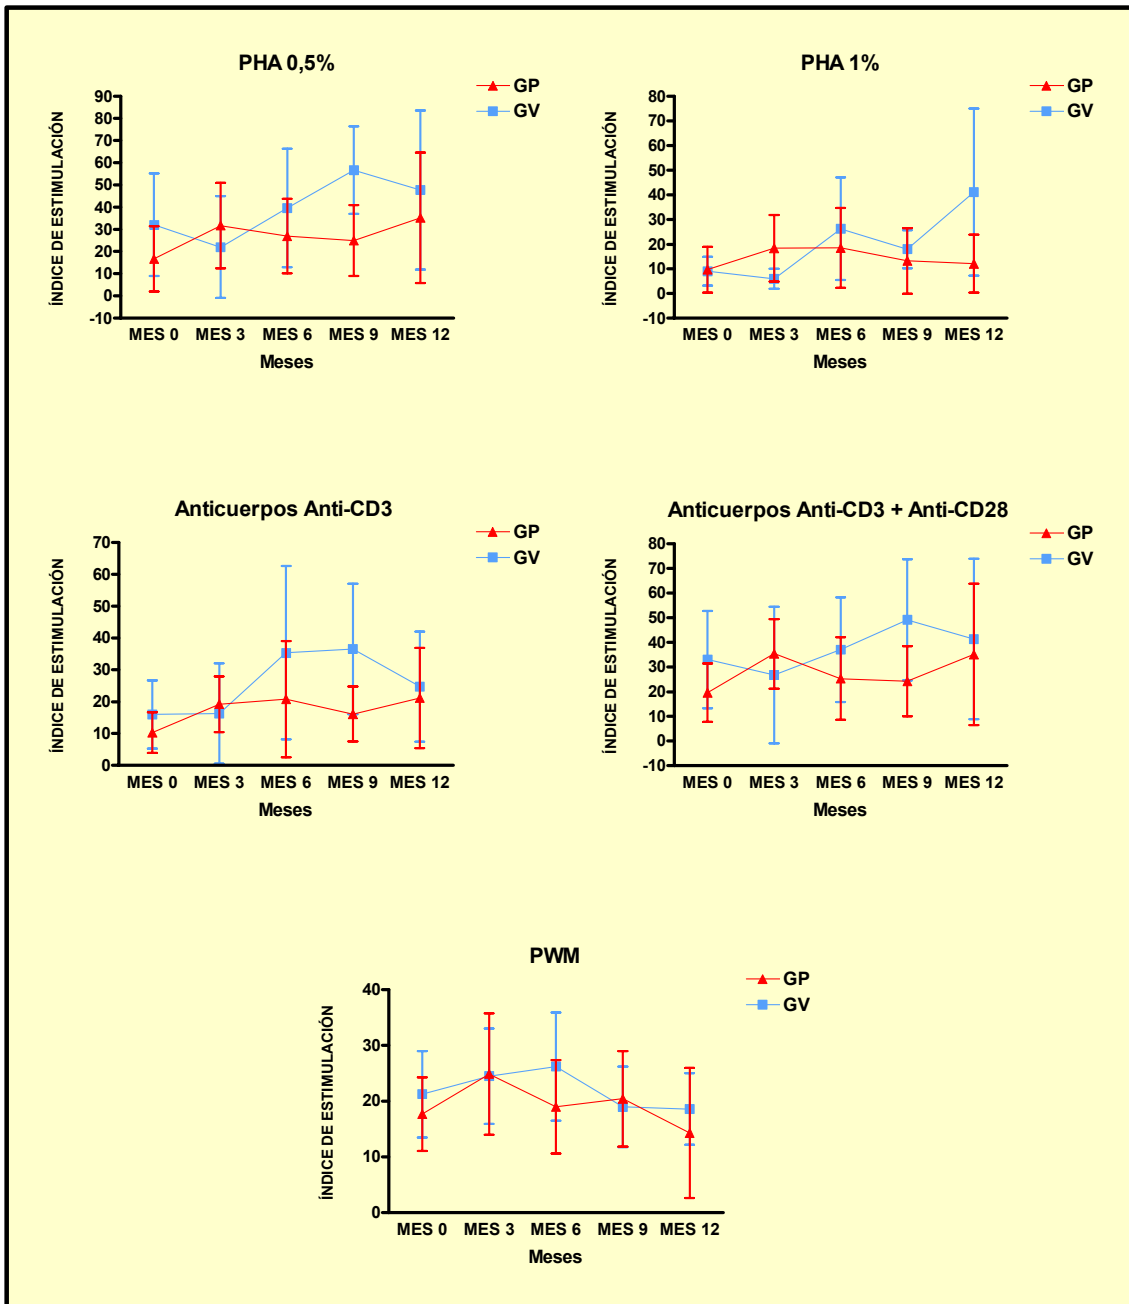 PHA 0,5%
GP
GV
ÍNDICE DE ESTIMULACIÓN
90
80
70
60
50
40
30
20
10
0
-10
MES 0 MES 3 MES 6 MES 9 MES 12
Meses
PHA 1%
GP
GV
ÍNDICE DE ESTIMULACIÓN
80
70
60
50
40
30
20
10
0
-10
MES 0 MES 3 MES 6 MES 9 MES 12
Meses
Anticuerpos Anti-CD3
GP
GV
ÍNDICE DE ESTIMULACIÓN
70
60
50
40
30
20
10
0
MES 0 MES 3 MES 6 MES 9 MES 12
Meses
Anticuerpos Anti-CD3 + Anti-CD28
GP
GV
ÍNDICE DE ESTIMULACIÓN
80
70
60
50
40
30
20
10
0
-10
MES 0 MES 3 MES 6 MES 9 MES 12
Meses
PWM
GP
GV
ÍNDICE DE ESTIMULACIÓN
40
30
20
10
0
MES 0 MES 3 MES 6 MES 9 MES 12
Meses